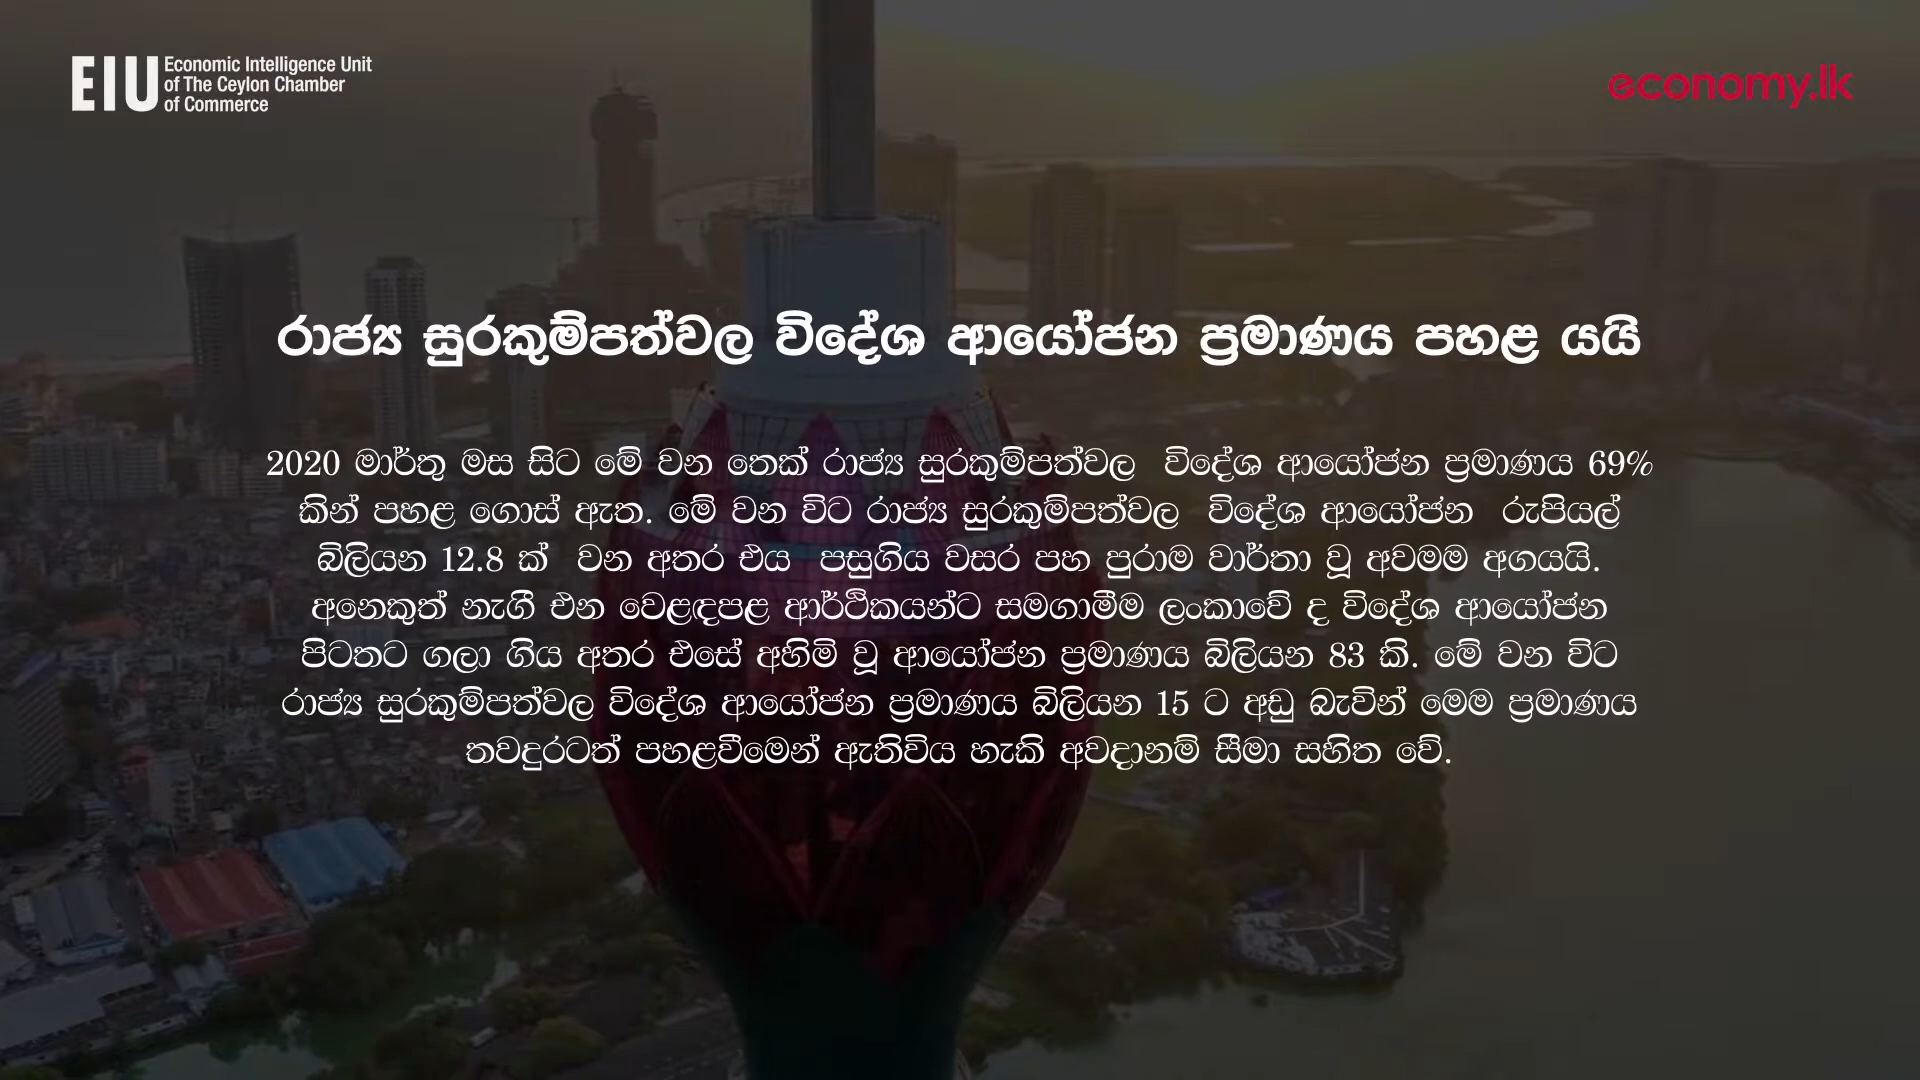 EIU Economic Intelligence Unit
of The Ceylon Chamber
of Commerce
economy.lk
රාජ්‍ය සුරකුම්පත්වල විදේශ ආයෝජන ප්‍රමාණය පහළ යයි
2020 මාර්තු මස සිට මේ වන තෙක් රාජ්‍ය සුරකුම්පත්වල විදේශ ආයෝජන ප්‍රමාණය 69%
කින් පහළ ගොස් ඇත. මේ වන විට රාජ්‍ය සුරකුම්පත්වල විදේශ ආයෝජන රුපියල්
බිලියන 12.8 ක් වන අතර එය පසුගිය වසර පහ පුරාම වාර්තා වූ අවමම අගයයි.
අනෙකුත් නැගී එන වෙළඳපළ ආර්ථිකයන්ට සමගාමීම ලංකාවේ ද විදේශ ආයෝජන
පිටතට ගලා ගිය අතර එසේ අහිමි වූ ආයෝජන ප්‍රමාණය බිලියන 83 කි. මේ වන විට
රාජ්‍ය සුරකුම්පත්වල විදේශ ආයෝජන ප්‍රමාණය බිලියන 15 ට අඩු බැවින් මෙම ප්‍රමාණය
තවදුරටත් පහළවීමෙන් ඇතිවිය හැකි අවදානම් සීමා සහිත වේ.